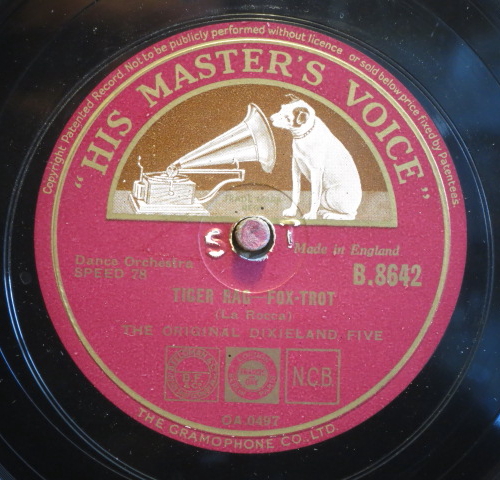 Copyright. Patented Record. Not to be publicly performed without licence or sold below price fixed by Patentees.
"HIS MASTER'S VOICE"
TRADE MARK
S T
Made in England
Dance Orchestra
SPEED 78
B.8642
TIGER RAG - FOX-TROT
(La Rocca)
THE ORIGINAL DIXIELAND FIVE
N.C.B.
OA.0497
THE GRAMOPHONE CO., LTD.